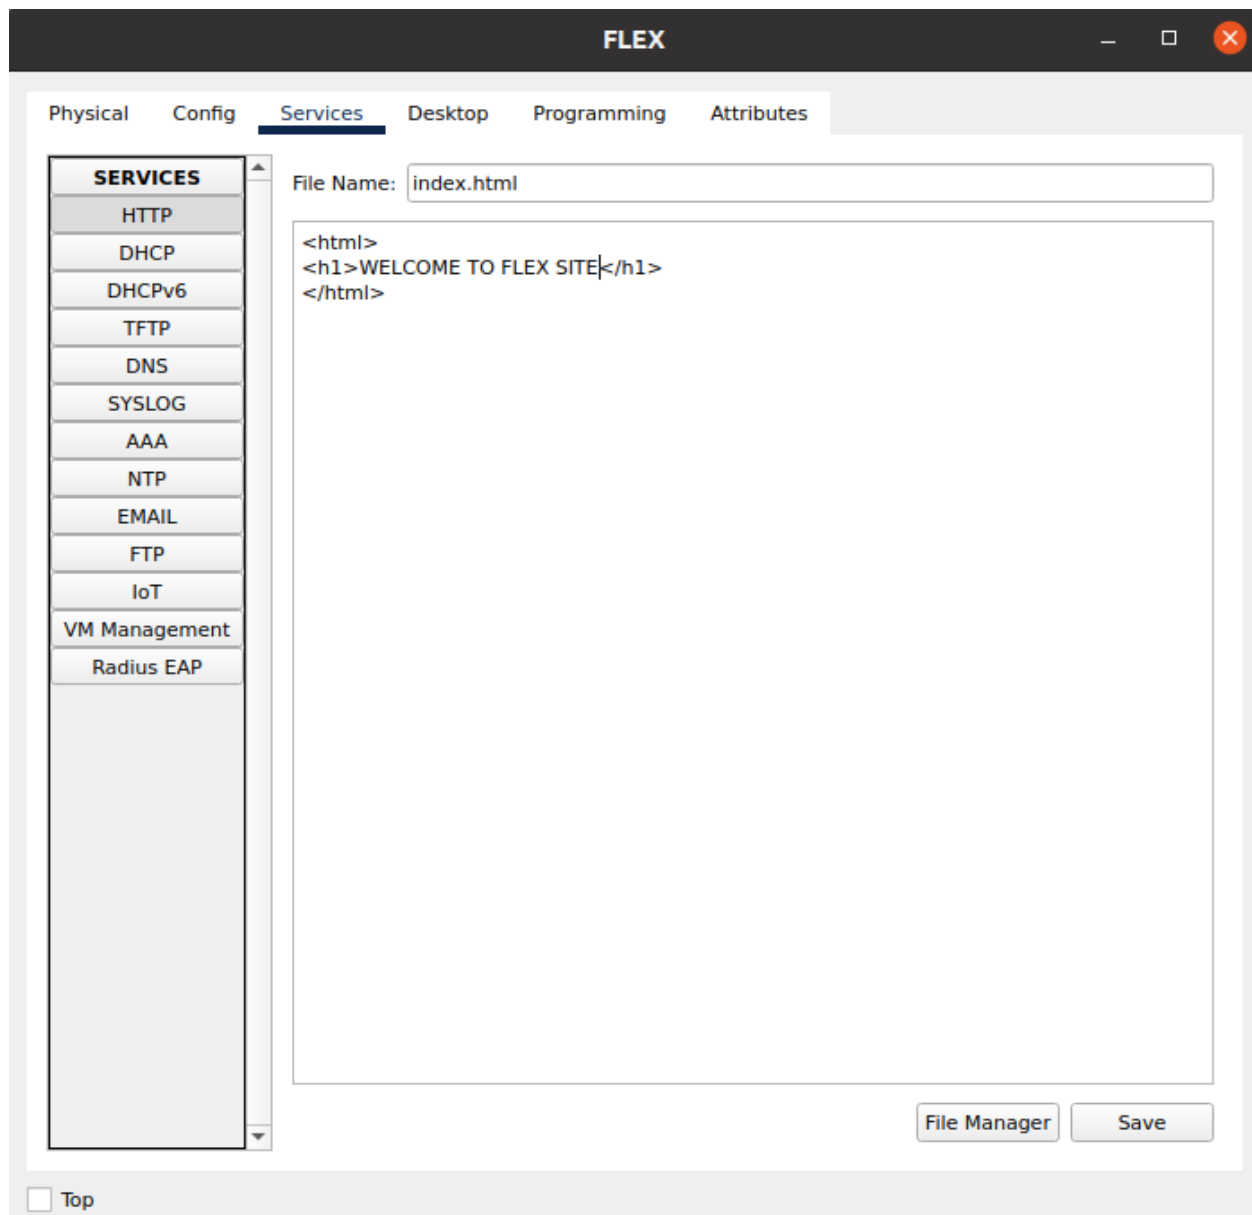 FLEX
Physical Config Services Desktop Programming Attributes
SERVICES
HTTP
DHCP
DHCPv6
TFTP
DNS
SYSLOG
AAA
NTP
EMAIL
FTP
IoT
VM Management
Radius EAP
File Name: index.html
<html>
<h1>WELCOME TO FLEX SITE</h1>
</html>
File Manager Save
Top